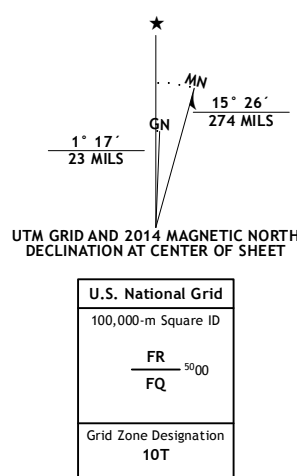 ★
MN
GN
15° 26´
274 MILS
1° 17´
23 MILS
UTM GRID AND 2014 MAGNETIC NORTH
DECLINATION AT CENTER OF SHEET
U.S. National Grid
100,000-m Square ID
FR
5000
FQ
Grid Zone Designation
10T